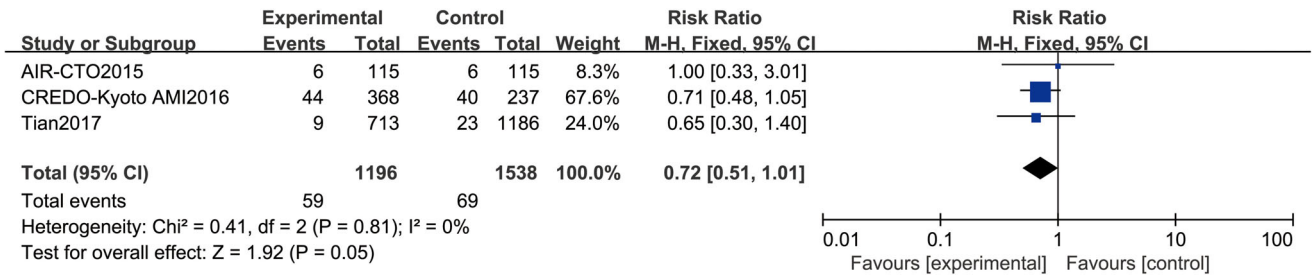 Experimental Control Risk Ratio Risk Ratio
Study or Subgroup Events Total Events Total Weight M-H, Fixed, 95% CI M-H, Fixed, 95% CI
AIR-CTO2015 6 115 6 115 8.3% 1.00 [0.33, 3.01]
CREDO-Kyoto AMI2016 44 368 40 237 67.6% 0.71 [0.48, 1.05]
Tian2017 9 713 23 1186 24.0% 0.65 [0.30, 1.40]
Total (95% CI) 1196 1538 100.0% 0.72 [0.51, 1.01]
Total events 59 69
Heterogeneity: Chi² = 0.41, df = 2 (P = 0.81); I² = 0%
Test for overall effect: Z = 1.92 (P = 0.05)
0.01 0.1 1 10 100
Favours [experimental] Favours [control]